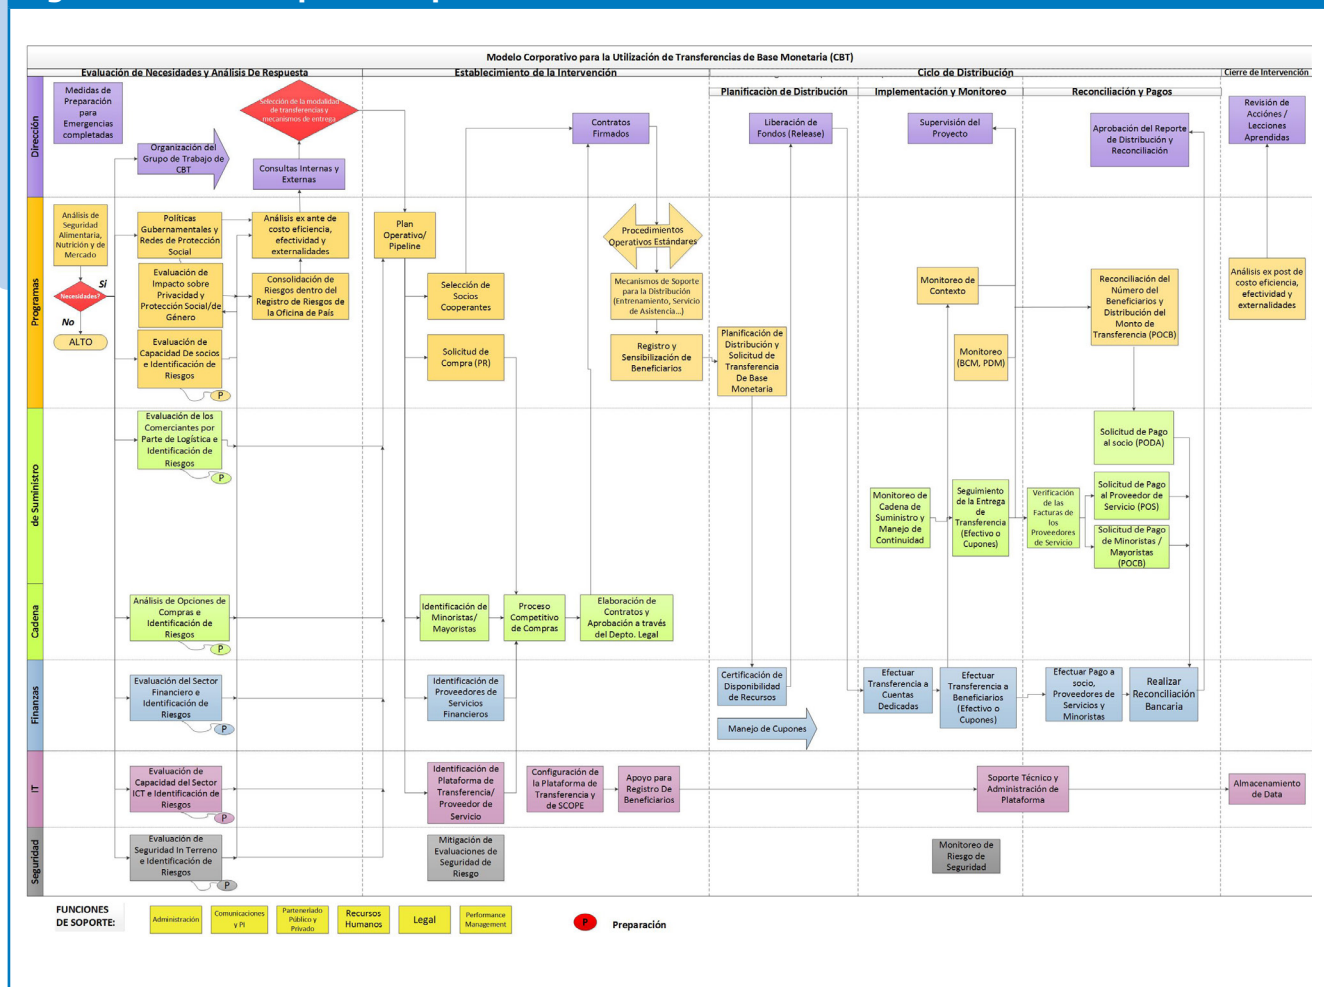 Modelo Corporativo para la Utilización de Transferencias de Base Monetaria (CBT)
Evaluación de Necesidades y Análisis De Respuesta
Establecimiento de la Intervención
Ciclo de Distribución
Cierre de Intervención
Planificaciòn de Distribución
Implementación y Monitoreo
Reconciliación y Pagos
Dirección
Medidas de
Preparación
para
Emergencias
completadas
Organización del
Grupo de Trabajo de
CBT
Selección de la modalidad
de transferencias y
mecanismos de entrega
Consultas Internas y
Externas
Contratos
Firmados
Liberación de
Fondos (Release)
Supervisión del
Proyecto
Aprobación del Reporte
de Distribución y
Reconciliación
Revisión de
Acciónes /
Lecciones
Aprendidas
Programas
Análisis de
Seguridad
Alimentaria,
Nutrición y de
Mercado
Necesidades?
Si
No
ALTO
Políticas
Gubernamentales y
Redes de Protección
Social
Evaluación de
Impacto sobre
Privacidad y
Protección Social/de
Género
Evaluación de
Capacidad De socios
e Identificación de
Riesgos
P
Análisis ex ante de
costo eficiencia,
efectividad y
externalidades
Consolidación de
Riesgos dentro del
Registro de Riesgos de
la Oficina de País
Plan
Operativo/
Pipeline
Selección de
Socios
Cooperantes
Solicitud de
Compra (PR)
Procedimientos
Operativos Estándares
Mecanismos de Soporte
para la Distribución
(Entrenamiento, Servicio
de Asistencia...)
Registro y
Sensibilización de
Beneficiarios
Planificación de
Distribución y
Solicitud de
Transferencia
De Base
Monetaria
Monitoreo
de Contexto
Monitoreo
(BCM, PDM)
Reconciliación del
Número del
Beneficiarios y
Distribución del
Monto de
Transferencia (POCB)
Análisis ex post de
costo eficiencia,
efectividad y
externalidades
de Suministro
Evaluación de los
Comerciantes por
Parte de Logística e
Identificación de
Riesgos
P
Monitoreo de
Cadena de
Suministro y
Manejo de
Continuidad
Seguimiento
de la Entrega
de
Transferencia
(Efectivo o
Cupones)
Verificación
de las
Facturas de
los
Proveedores
de Servicio
Solicitud de Pago
al socio (PODA)
Solicitud de Pago
al Proveedor de
Servicio (POS)
Solicitud de Pago
de Minoristas /
Mayoristas
(POCB)
Cadena
Análisis de Opciones de
Compras e
Identificación de
Riesgos
P
Identificación de
Minoristas/
Mayoristas
Proceso
Competitivo
de Compras
Elaboración de
Contratos y
Aprobación a través
del Depto. Legal
Finanzas
Evaluación del Sector
Financiero e
Identificación de
Riesgos
P
Identificación de
Proveedores de
Servicios
Financieros
Certificación de
Disponibilidad
de Recursos
Manejo de Cupones
Efectuar
Transferencia a
Cuentas
Dedicadas
Efectuar
Transferencia a
Beneficiarios
(Efectivo o
Cupones)
Efectuar Pago a
socio,
Proveedores de
Servicios y
Minoristas
Realizar
Reconciliación
Bancaria
IT
Evaluación de
Capacidad del Sector
ICT e Identificación de
Riesgos
P
Identificación de
Plataforma de
Transferencia/
Proveedor de
Servicio
Configuración de
la Plataforma de
Transferencia y
de SCOPE
Apoyo para
Registro De
Beneficiarios
Soporte Técnico y
Administración de
Plataforma
Almacenamiento
de Data
Seguridad
Evaluación de
Seguridad In Terreno
e Identificación de
Riesgos
P
Mitigación de
Evaluaciones de
Seguridad de
Riesgo
Monitoreo de
Riesgo de
Seguridad
FUNCIONES
DE SOPORTE:
Administración
Comunicaciones
y PI
Parteneriado
Público y
Privado
Recursos
Humanos
Legal
Performance
Management
P
Preparación